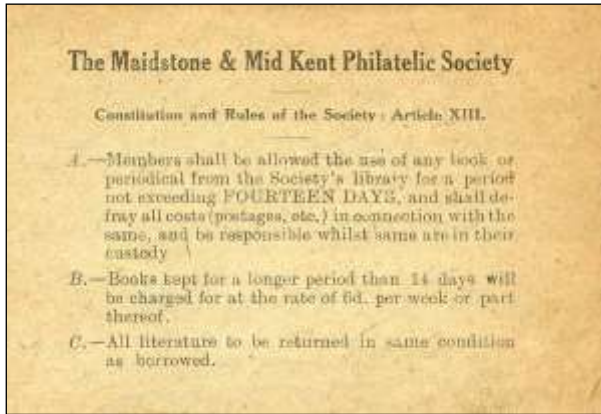 The Maidstone & Mid Kent Philatelic Society
Constitution and Rules of the Society : Article XIII.
A.—Members shall be allowed the use of any book or
periodical from the Society's library for a period
not exceeding FOURTEEN DAYS, and shall de-
fray all costs (postages, etc.) in connection with the
same, and be responsible whilst same are in their
custody
B.—Books kept for a longer period than 14 days will
be charged for at the rate of 6d. per week or part
thereof.
C.—All literature to be returned in same condition
as borrowed.